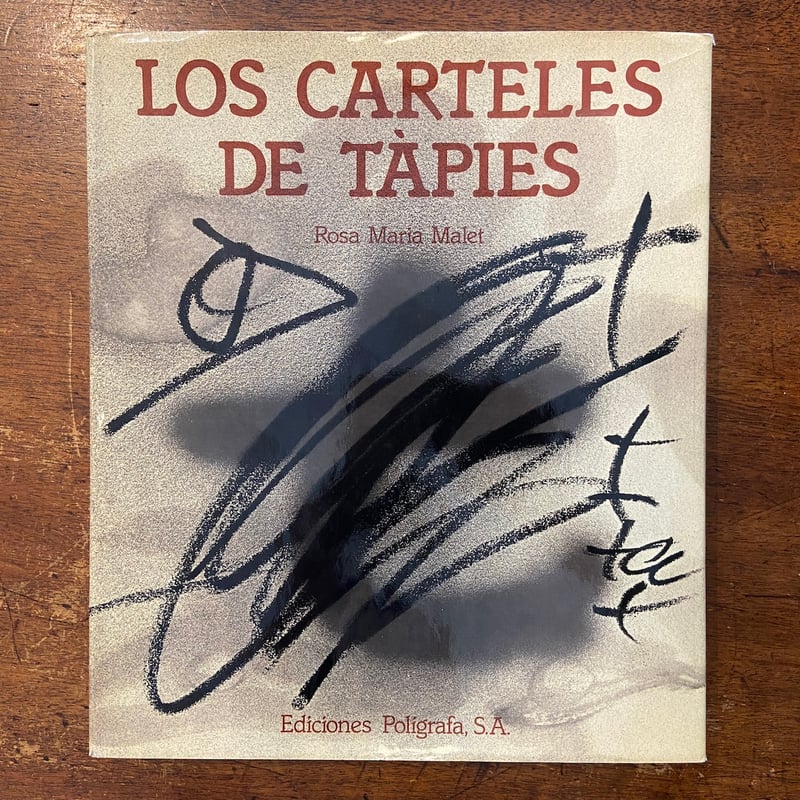 LOS CARTELES
DE TÀPIES
Rosa Maria Malet
Ediciones Polígrafa, S.A.